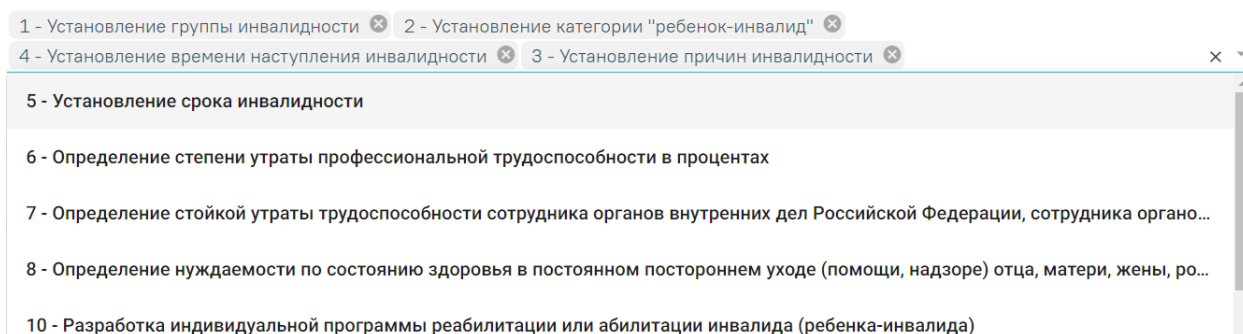 1 - Установление группы инвалидности 2 - Установление категории "ребенок-инвалид"
4 - Установление времени наступления инвалидности 3 - Установление причин инвалидности
5 - Установление срока инвалидности
6 - Определение степени утраты профессиональной трудоспособности в процентах
7 - Определение стойкой утраты трудоспособности сотрудника органов внутренних дел Российской Федерации, сотрудника органо...
8 - Определение нуждаемости по состоянию здоровья в постоянном постороннем уходе (помощи, надзоре) отца, матери, жены, ро...
10 - Разработка индивидуальной программы реабилитации или абилитации инвалида (ребенка-инвалида)